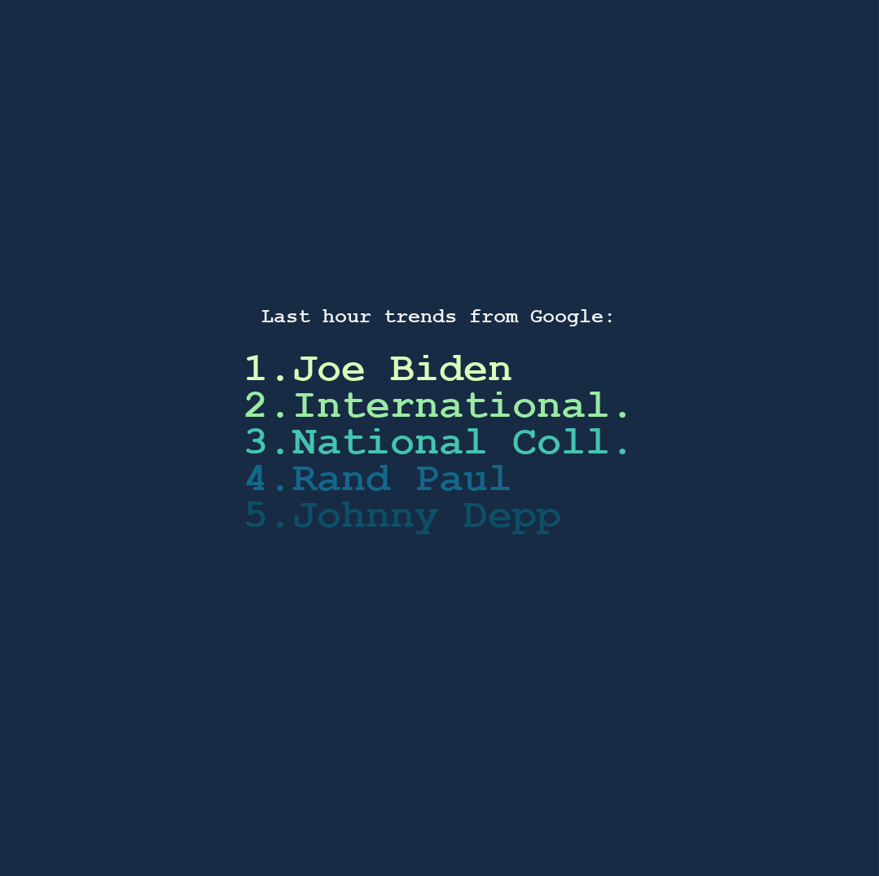 Last hour trends from Google:
1.Joe Biden
2.International.
3.National Coll.
4.Rand Paul
5.Johnny Depp